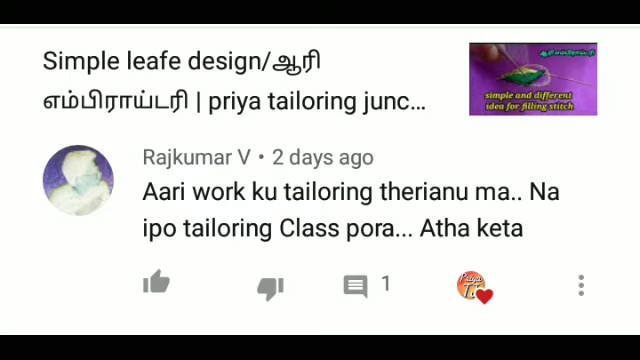 Simple leafe design/ஆரி
எம்பிராய்டரி | priya tailoring junc...
simple and different
idea for filling stitch
Rajkumar V • 2 days ago
Aari work ku tailoring therianu ma.. Na
ipo tailoring Class pora... Atha keta
1